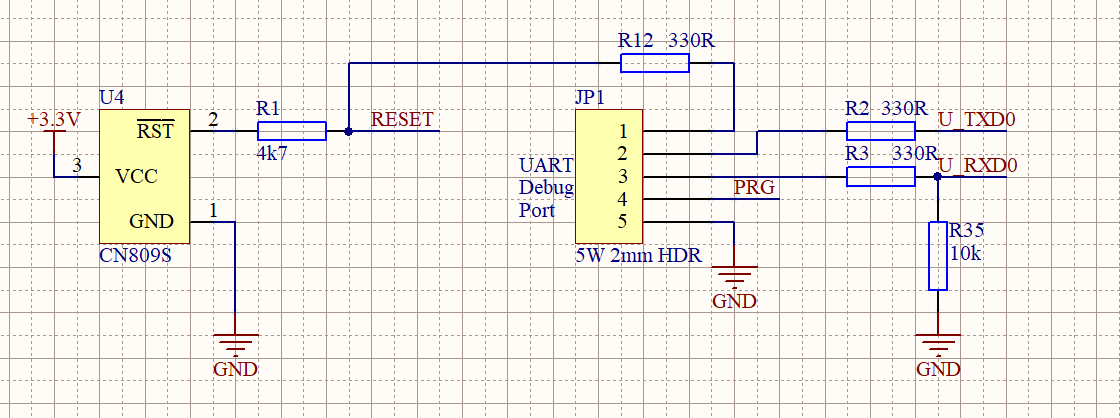 R12 330R
U4
JP1
+3.3V
RST
2
R1
4k7
RESET
1
R2 330R
U_TXD0
2
R3 330R
U_RXD0
3
VCC
UART
Debug
Port
3
4
PRG
GND
1
5
R35
10k
CN809S
5W 2mm HDR
GND
GND
GND